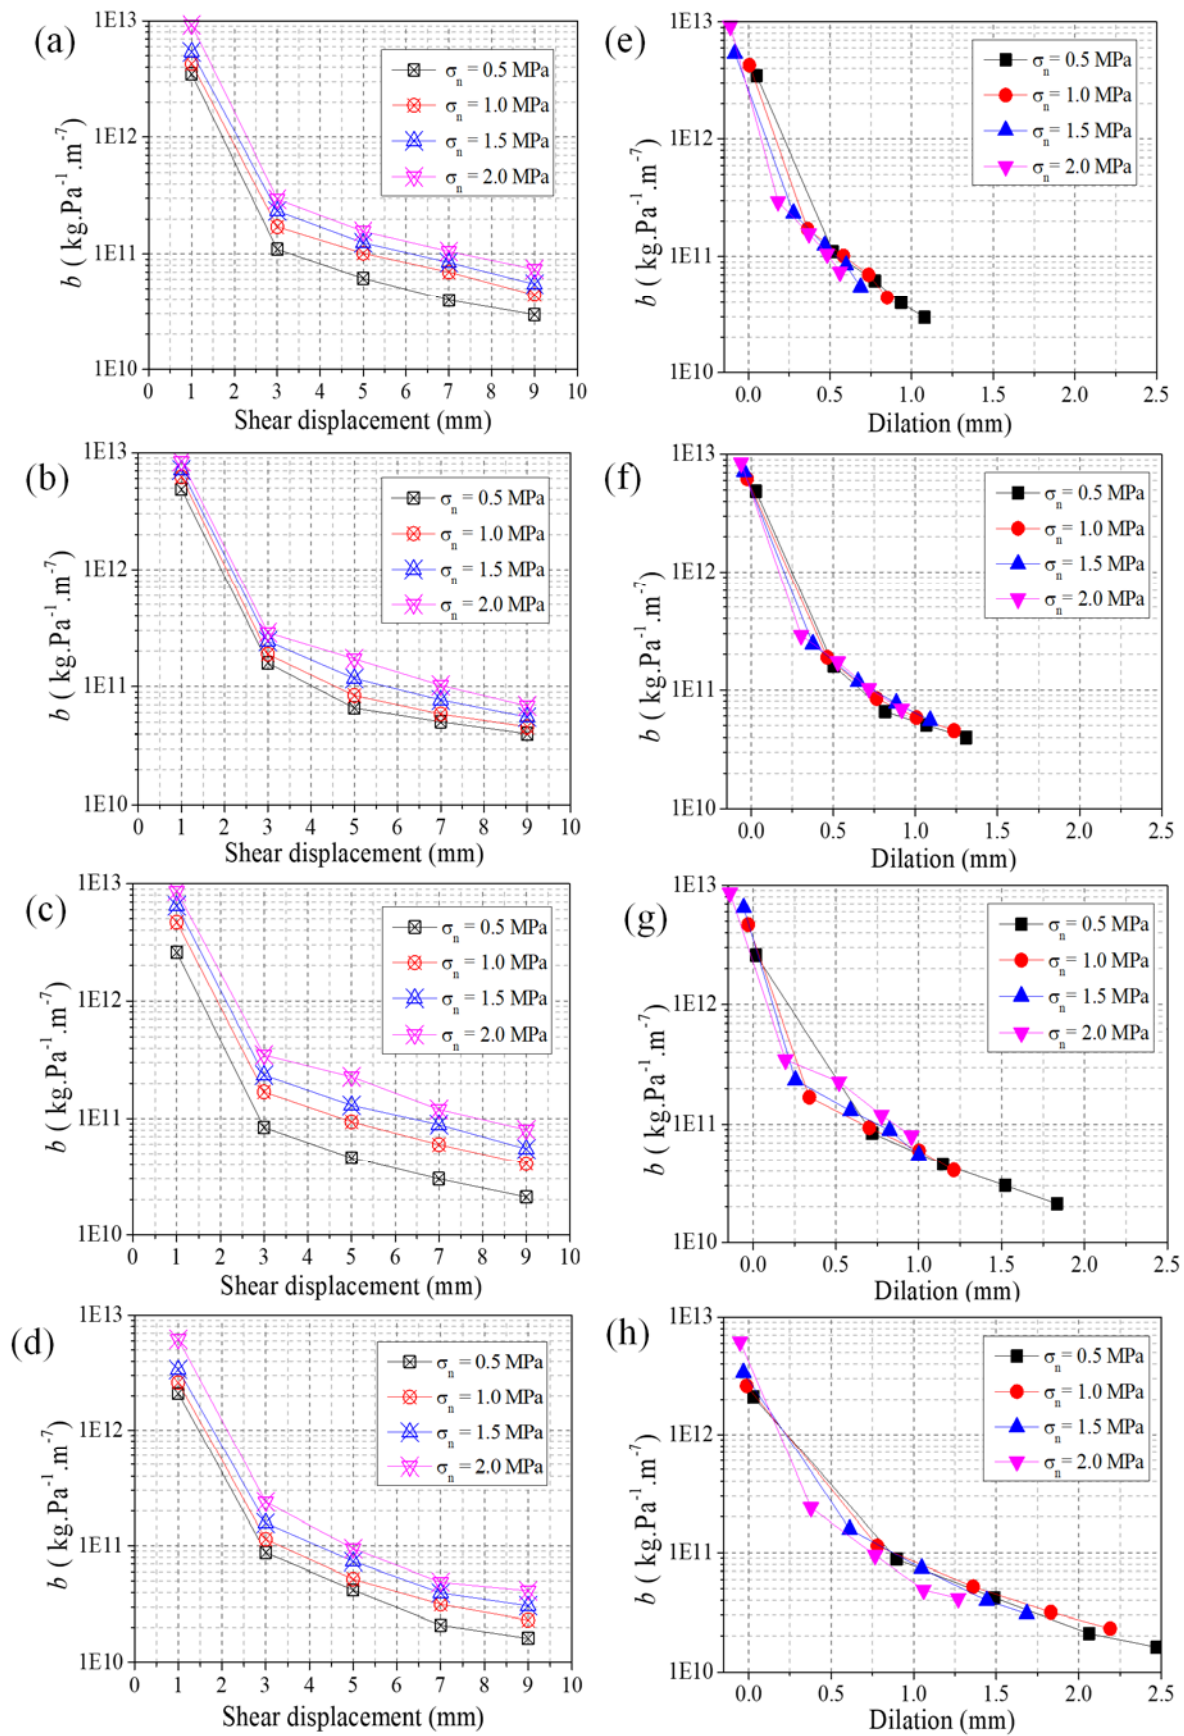 (a)
1E13
1E12
1E11
1E10
b ( kg.Pa⁻¹.m⁻⁷)
σₙ = 0.5 MPa
σₙ = 1.0 MPa
σₙ = 1.5 MPa
σₙ = 2.0 MPa
0 1 2 3 4 5 6 7 8 9 10
Shear displacement (mm)
(e)
1E13
1E12
1E11
1E10
b ( kg.Pa⁻¹.m⁻⁷)
σₙ = 0.5 MPa
σₙ = 1.0 MPa
σₙ = 1.5 MPa
σₙ = 2.0 MPa
0.0 0.5 1.0 1.5 2.0 2.5
Dilation (mm)
(b)
1E13
1E12
1E11
1E10
b ( kg.Pa⁻¹.m⁻⁷)
σₙ = 0.5 MPa
σₙ = 1.0 MPa
σₙ = 1.5 MPa
σₙ = 2.0 MPa
0 1 2 3 4 5 6 7 8 9 10
Shear displacement (mm)
(f)
1E13
1E12
1E11
1E10
b ( kg.Pa⁻¹.m⁻⁷)
σₙ = 0.5 MPa
σₙ = 1.0 MPa
σₙ = 1.5 MPa
σₙ = 2.0 MPa
0.0 0.5 1.0 1.5 2.0 2.5
Dilation (mm)
(c)
1E13
1E12
1E11
1E10
b ( kg.Pa⁻¹.m⁻⁷)
σₙ = 0.5 MPa
σₙ = 1.0 MPa
σₙ = 1.5 MPa
σₙ = 2.0 MPa
0 1 2 3 4 5 6 7 8 9 10
Shear displacement (mm)
(g)
1E13
1E12
1E11
1E10
b ( kg.Pa⁻¹.m⁻⁷)
σₙ = 0.5 MPa
σₙ = 1.0 MPa
σₙ = 1.5 MPa
σₙ = 2.0 MPa
0.0 0.5 1.0 1.5 2.0 2.5
Dilation (mm)
(d)
1E13
1E12
1E11
1E10
b ( kg.Pa⁻¹.m⁻⁷)
σₙ = 0.5 MPa
σₙ = 1.0 MPa
σₙ = 1.5 MPa
σₙ = 2.0 MPa
0 1 2 3 4 5 6 7 8 9 10
Shear displacement (mm)
(h)
1E13
1E12
1E11
1E10
b ( kg.Pa⁻¹.m⁻⁷)
σₙ = 0.5 MPa
σₙ = 1.0 MPa
σₙ = 1.5 MPa
σₙ = 2.0 MPa
0.0 0.5 1.0 1.5 2.0 2.5
Dilation (mm)